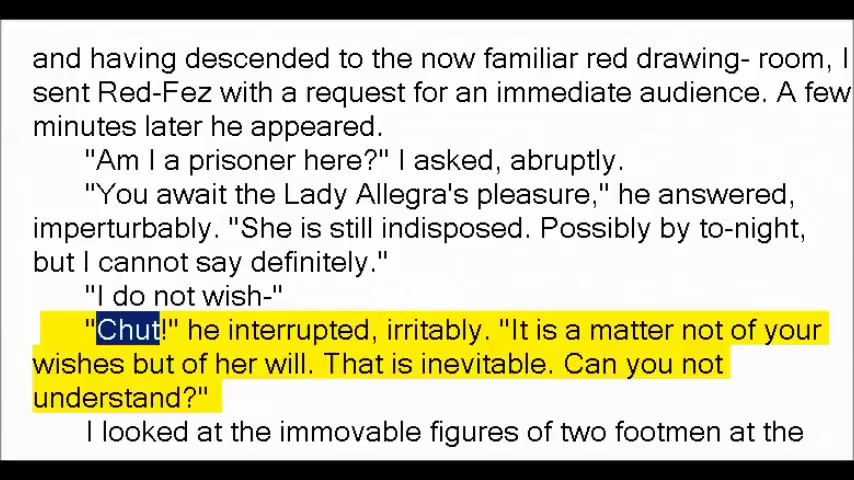 and having descended to the now familiar red drawing- room, I
sent Red-Fez with a request for an immediate audience. A few
minutes later he appeared.
"Am I a prisoner here?" I asked, abruptly.
"You await the Lady Allegra's pleasure," he answered,
imperturbably. "She is still indisposed. Possibly by to-night,
but I cannot say definitely."
"I do not wish-"
"Chut!" he interrupted, irritably. "It is a matter not of your
wishes but of her will. That is inevitable. Can you not
understand?"
I looked at the immovable figures of two footmen at the